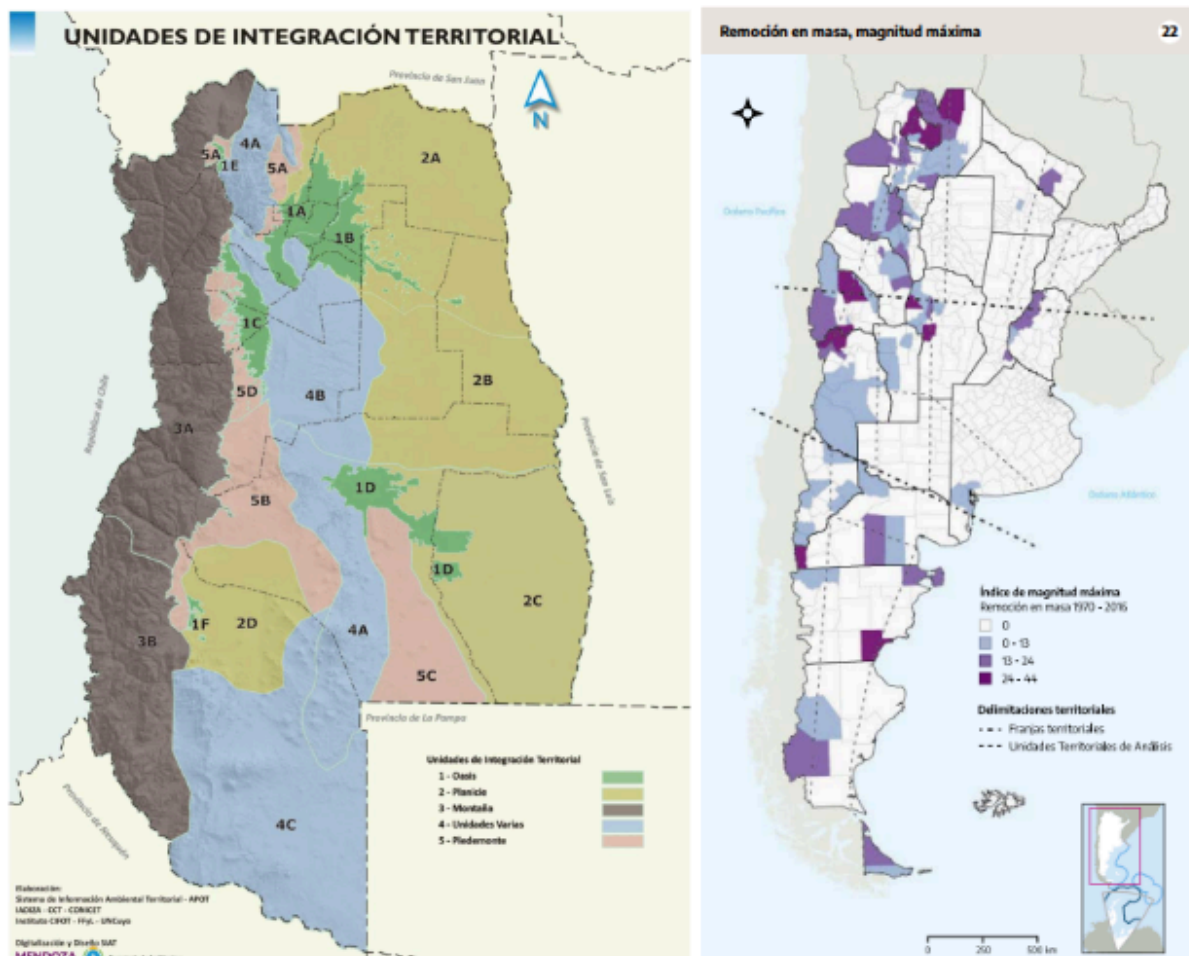 UNIDADES DE INTEGRACIÓN TERRITORIAL
Provincia de San Juan
N
4A
5A
1E
5A
2A
1A
1B
1C
5D
4B
2B
República de Chile
3A
Provincia de San Luis
5B
1D
1D
2C
1F
2D
4A
3B
5C
Provincia de La Pampa
Provincia de Neuquén
4C
Unidades de Integración Territorial
1 - Oasis
2 - Planicie
3 - Montaña
4 - Unidades Varias
5 - Piedemonte
Elaboración:
Sistema de Información Ambiental Territorial - APOT
IADIZA - CCT - CONICET
Instituto CIFOT - FFyL - UNCuyo
Digitalización y Diseño SIAT
MENDOZA
Remoción en masa, magnitud máxima
22
Océano Pacífico
Océano Atlántico
Índice de magnitud máxima
Remoción en masa 1970 - 2016
0
0 - 13
13 - 24
24 - 44
Delimitaciones territoriales
Franjas territoriales
Unidades Territoriales de Análisis
0 250 500 km